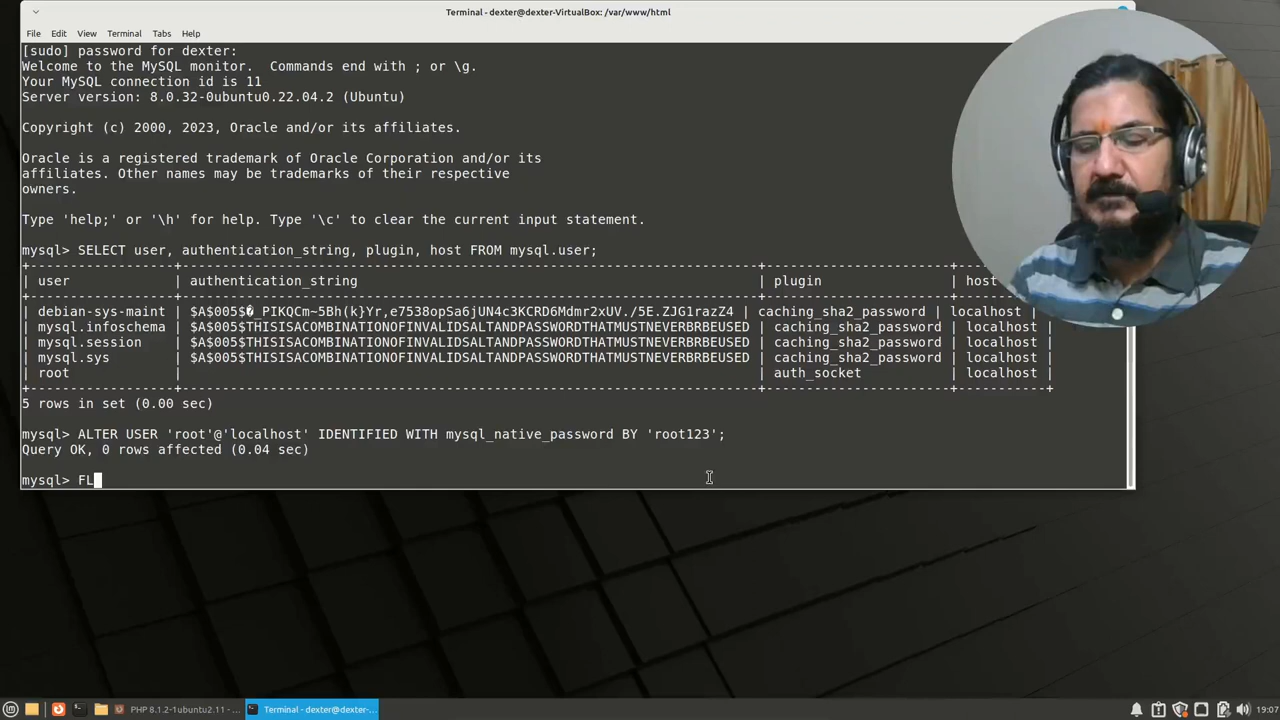 Terminal - dexter@dexter-VirtualBox: /var/www/html
File Edit View Terminal Tabs Help
[sudo] password for dexter:
Welcome to the MySQL monitor.  Commands end with ; or \g.
Your MySQL connection id is 11
Server version: 8.0.32-0ubuntu0.22.04.2 (Ubuntu)
Copyright (c) 2000, 2023, Oracle and/or its affiliates.
Oracle is a registered trademark of Oracle Corporation and/or its
affiliates. Other names may be trademarks of their respective
owners.
Type 'help;' or '\h' for help. Type '\c' to clear the current input statement.
mysql> SELECT user, authentication_string, plugin, host FROM mysql.user;
| user | authentication_string | plugin | host
| debian-sys-maint | $A$005$�_PIKQCm~5Bh(k}Yr,e7538opSa6jUN4c3KCRD6Mdmr2xUV./5E.ZJG1razZ4 | caching_sha2_password | localhost |
| mysql.infoschema | $A$005$THISISACOMBINATIONOFINVALIDSALTANDPASSWORDTHATMUSTNEVERBRBEUSED | caching_sha2_password | localhost |
| mysql.session | $A$005$THISISACOMBINATIONOFINVALIDSALTANDPASSWORDTHATMUSTNEVERBRBEUSED | caching_sha2_password | localhost |
| mysql.sys | $A$005$THISISACOMBINATIONOFINVALIDSALTANDPASSWORDTHATMUSTNEVERBRBEUSED | caching_sha2_password | localhost |
| root | | auth_socket | localhost |
5 rows in set (0.00 sec)
mysql> ALTER USER 'root'@'localhost' IDENTIFIED WITH mysql_native_password BY 'root123';
Query OK, 0 rows affected (0.04 sec)
mysql> FL
PHP 8.1.2-1ubuntu2.11 - ... Terminal - dexter@dexter-... 19:07